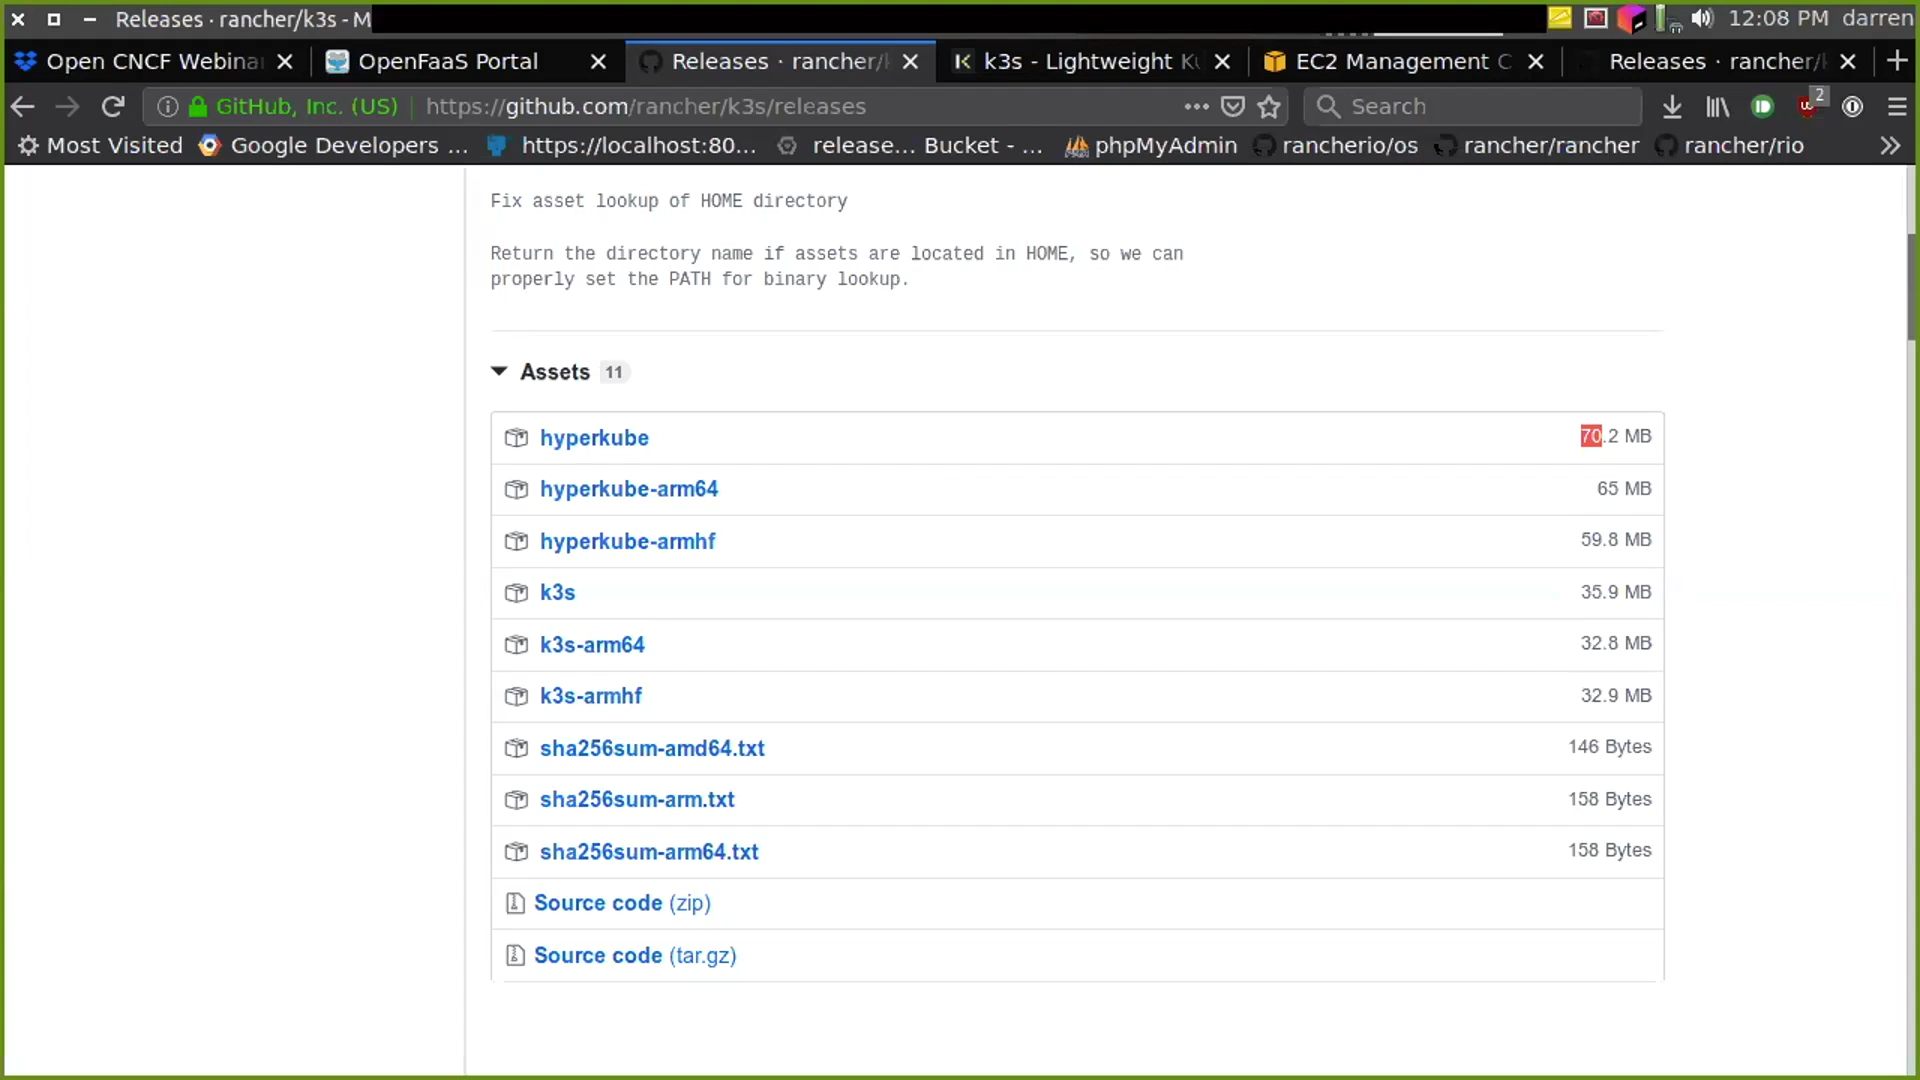 Releases · rancher/k3s - M
12:08 PM darren
Open CNCF Webina
OpenFaaS Portal
Releases · rancher/
k3s - Lightweight Ku
EC2 Management C
Releases · rancher/
GitHub, Inc. (US)
https://github.com/rancher/k3s/releases
Search
2
Most Visited
Google Developers ...
https://localhost:80...
release... Bucket - ...
phpMyAdmin
rancherio/os
rancher/rancher
rancher/rio
Fix asset lookup of HOME directory
Return the directory name if assets are located in HOME, so we can
properly set the PATH for binary lookup.
Assets 11
hyperkube 70.2 MB
hyperkube-arm64 65 MB
hyperkube-armhf 59.8 MB
k3s 35.9 MB
k3s-arm64 32.8 MB
k3s-armhf 32.9 MB
sha256sum-amd64.txt 146 Bytes
sha256sum-arm.txt 158 Bytes
sha256sum-arm64.txt 158 Bytes
Source code (zip)
Source code (tar.gz)